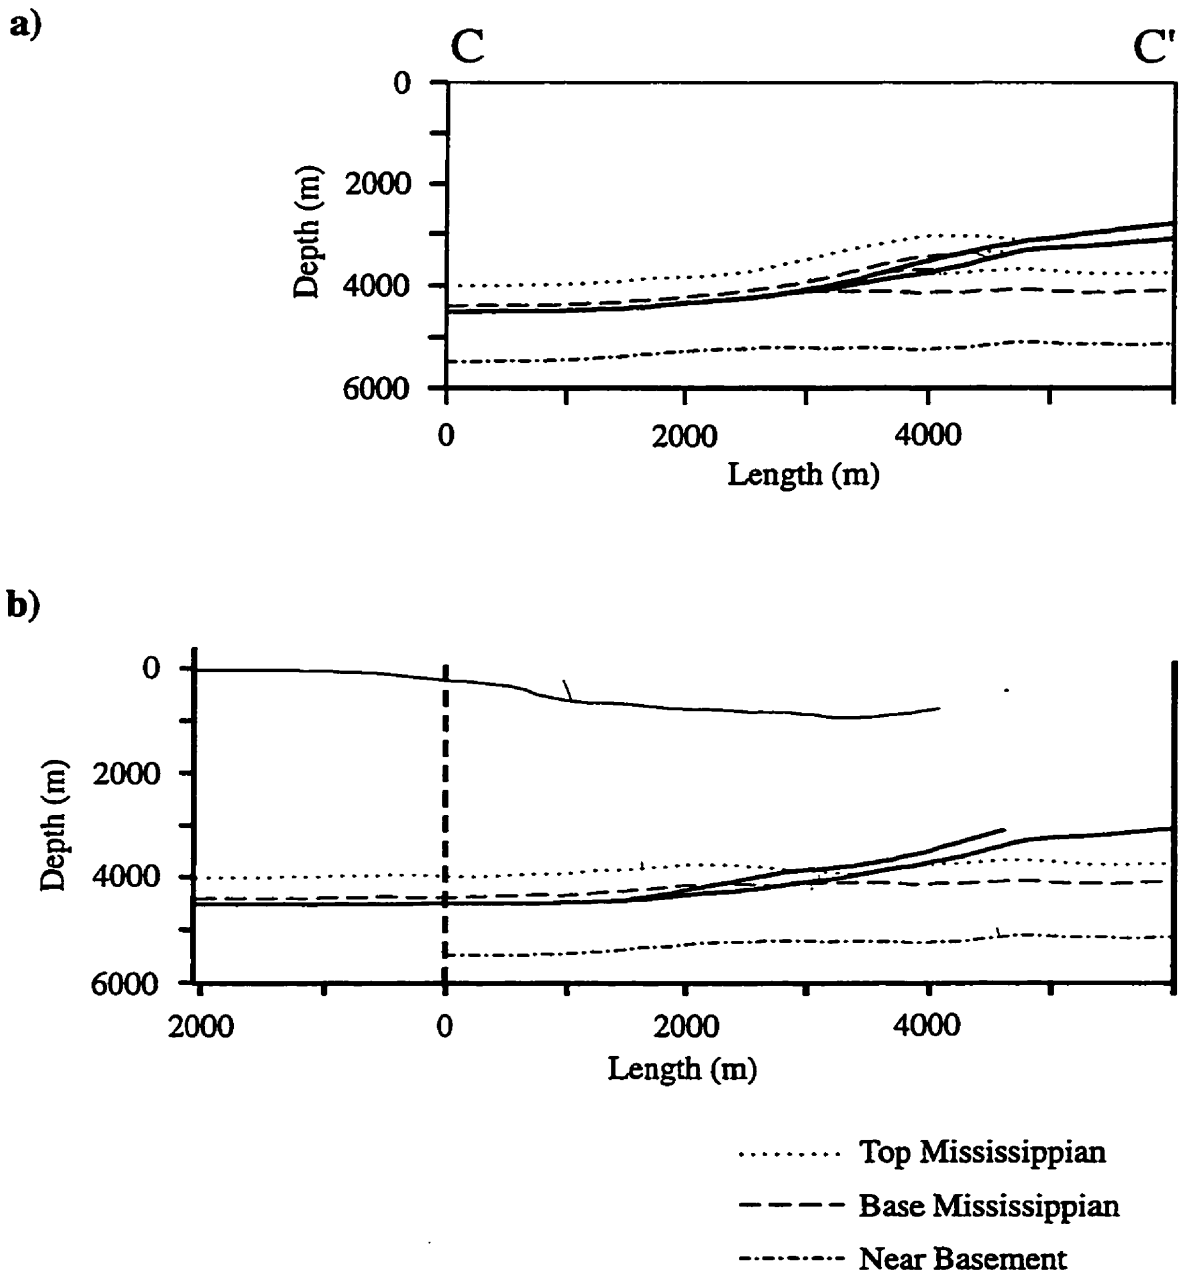 a)
C C'
0
2000
4000
6000
Depth (m)
0 2000 4000
Length (m)
b)
0
2000
4000
6000
Depth (m)
2000 0 2000 4000
Length (m)
Top Mississippian
Base Mississippian
Near Basement